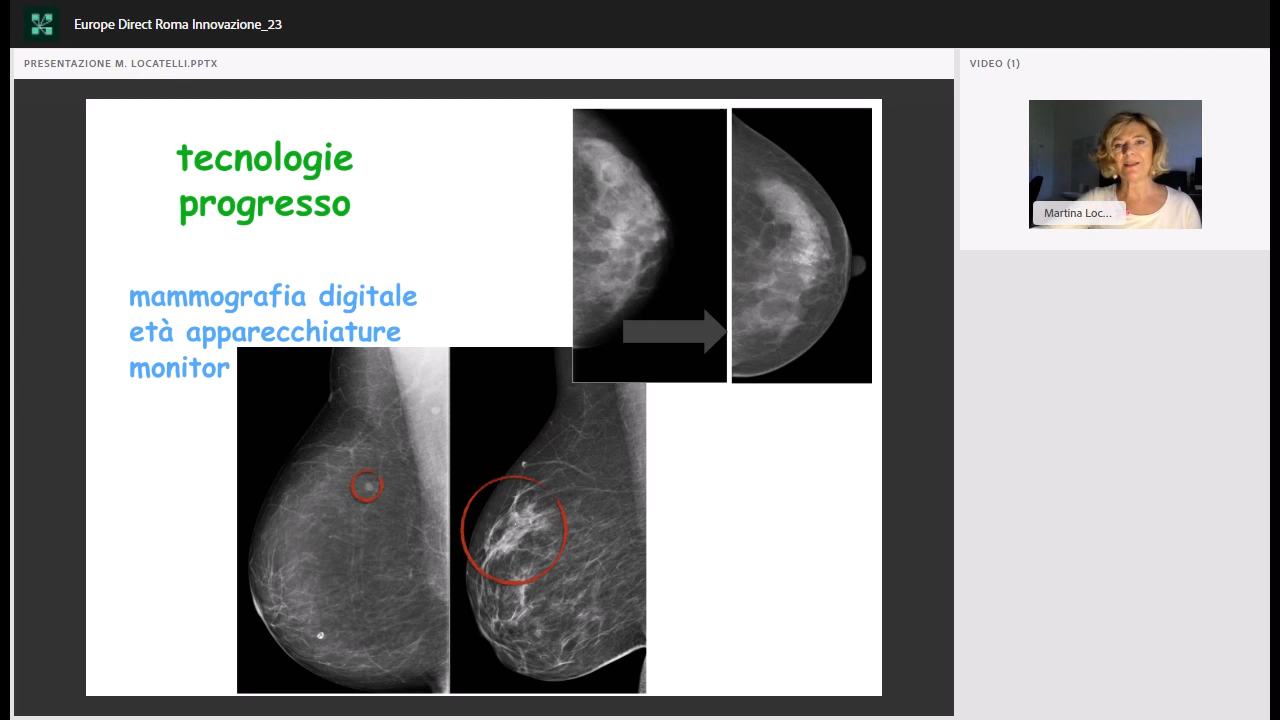 Europe Direct Roma Innovazione_23
PRESENTAZIONE M. LOCATELLI.PPTX
VIDEO (1)
tecnologie
progresso
mammografia digitale
età apparecchiature
monitor
Martina Loc...